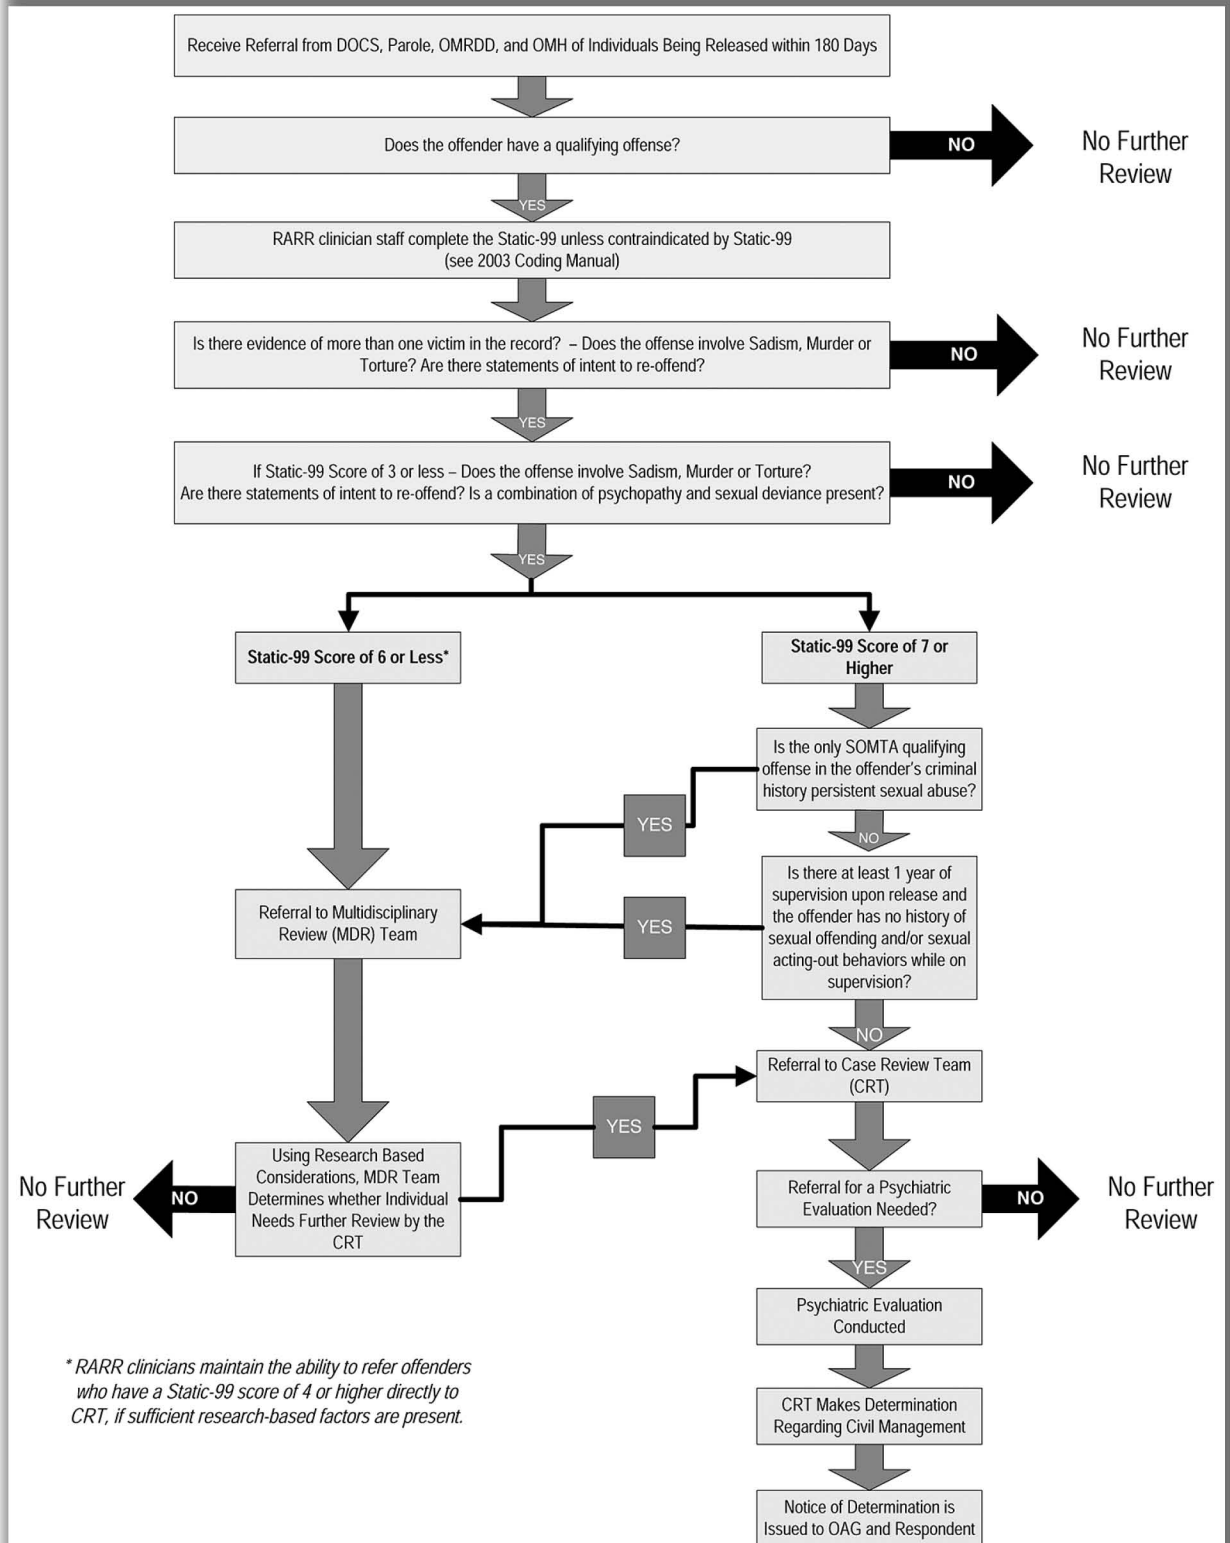 Receive Referral from DOCS, Parole, OMRDD, and OMH of Individuals Being Released within 180 Days
Does the offender have a qualifying offense?
NO
No Further
Review
YES
RARR clinician staff complete the Static-99 unless contraindicated by Static-99
(see 2003 Coding Manual)
Is there evidence of more than one victim in the record? – Does the offense involve Sadism, Murder or
Torture? Are there statements of intent to re-offend?
NO
No Further
Review
YES
If Static-99 Score of 3 or less – Does the offense involve Sadism, Murder or Torture?
Are there statements of intent to re-offend? Is a combination of psychopathy and sexual deviance present?
NO
No Further
Review
YES
Static-99 Score of 6 or Less*
Static-99 Score of 7 or
Higher
Is the only SOMTA qualifying
offense in the offender's criminal
history persistent sexual abuse?
YES
NO
Is there at least 1 year of
supervision upon release and
the offender has no history of
sexual offending and/or sexual
acting-out behaviors while on
supervision?
YES
Referral to Multidisciplinary
Review (MDR) Team
NO
Referral to Case Review Team
(CRT)
YES
Using Research Based
Considerations, MDR Team
Determines whether Individual
Needs Further Review by the
CRT
NO
No Further
Review
Referral for a Psychiatric
Evaluation Needed?
NO
No Further
Review
YES
Psychiatric Evaluation
Conducted
CRT Makes Determination
Regarding Civil Management
Notice of Determination is
Issued to OAG and Respondent
* RARR clinicians maintain the ability to refer offenders
who have a Static-99 score of 4 or higher directly to
CRT, if sufficient research-based factors are present.